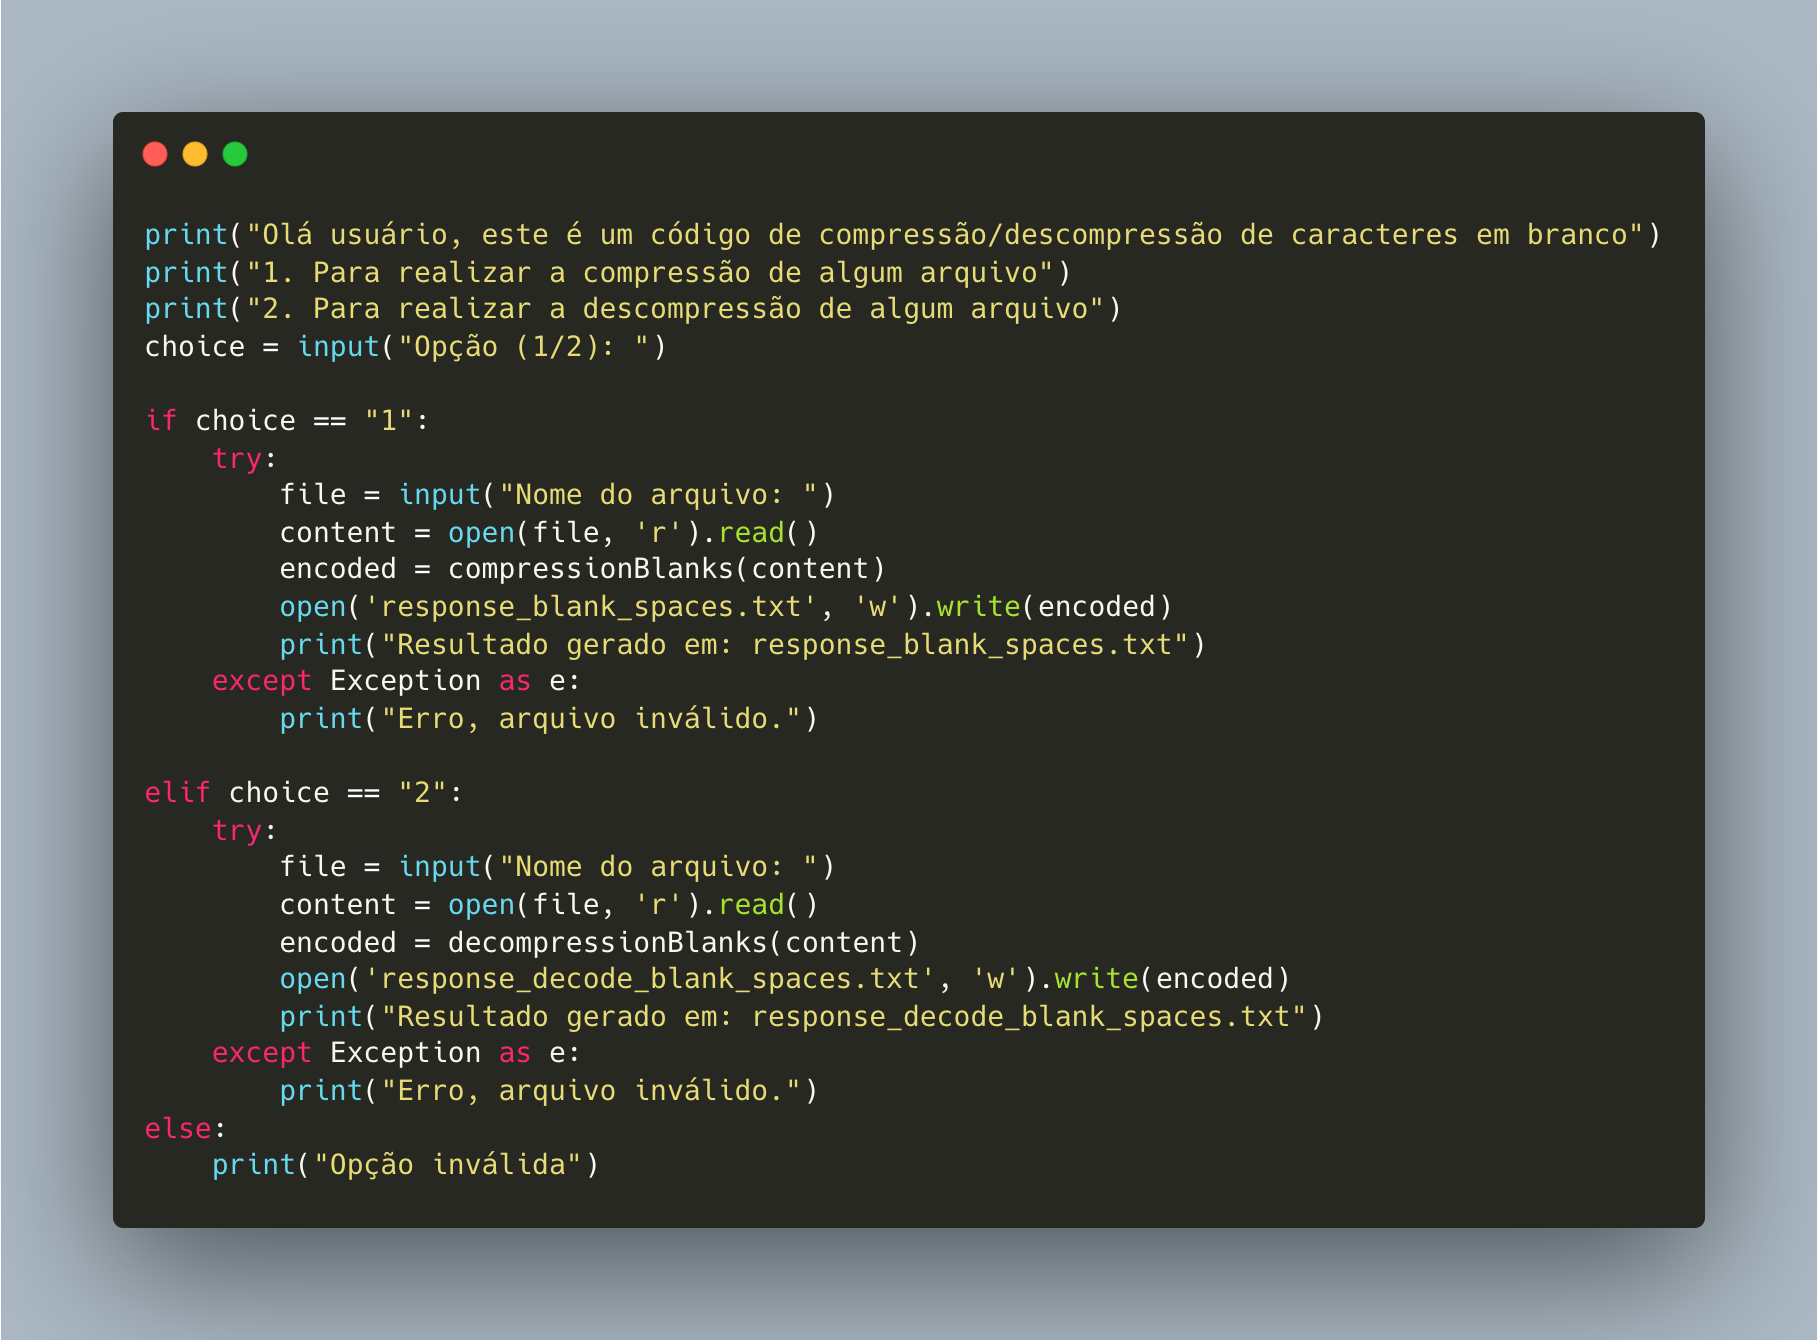 print("Olá usuário, este é um código de compressão/descompressão de caracteres em branco")
print("1. Para realizar a compressão de algum arquivo")
print("2. Para realizar a descompressão de algum arquivo")
choice = input("Opção (1/2): ")

if choice == "1":
    try:
        file = input("Nome do arquivo: ")
        content = open(file, 'r').read()
        encoded = compressionBlanks(content)
        open('response_blank_spaces.txt', 'w').write(encoded)
        print("Resultado gerado em: response_blank_spaces.txt")
    except Exception as e:
        print("Erro, arquivo inválido.")

elif choice == "2":
    try:
        file = input("Nome do arquivo: ")
        content = open(file, 'r').read()
        encoded = decompressionBlanks(content)
        open('response_decode_blank_spaces.txt', 'w').write(encoded)
        print("Resultado gerado em: response_decode_blank_spaces.txt")
    except Exception as e:
        print("Erro, arquivo inválido.")
else:
    print("Opção inválida")